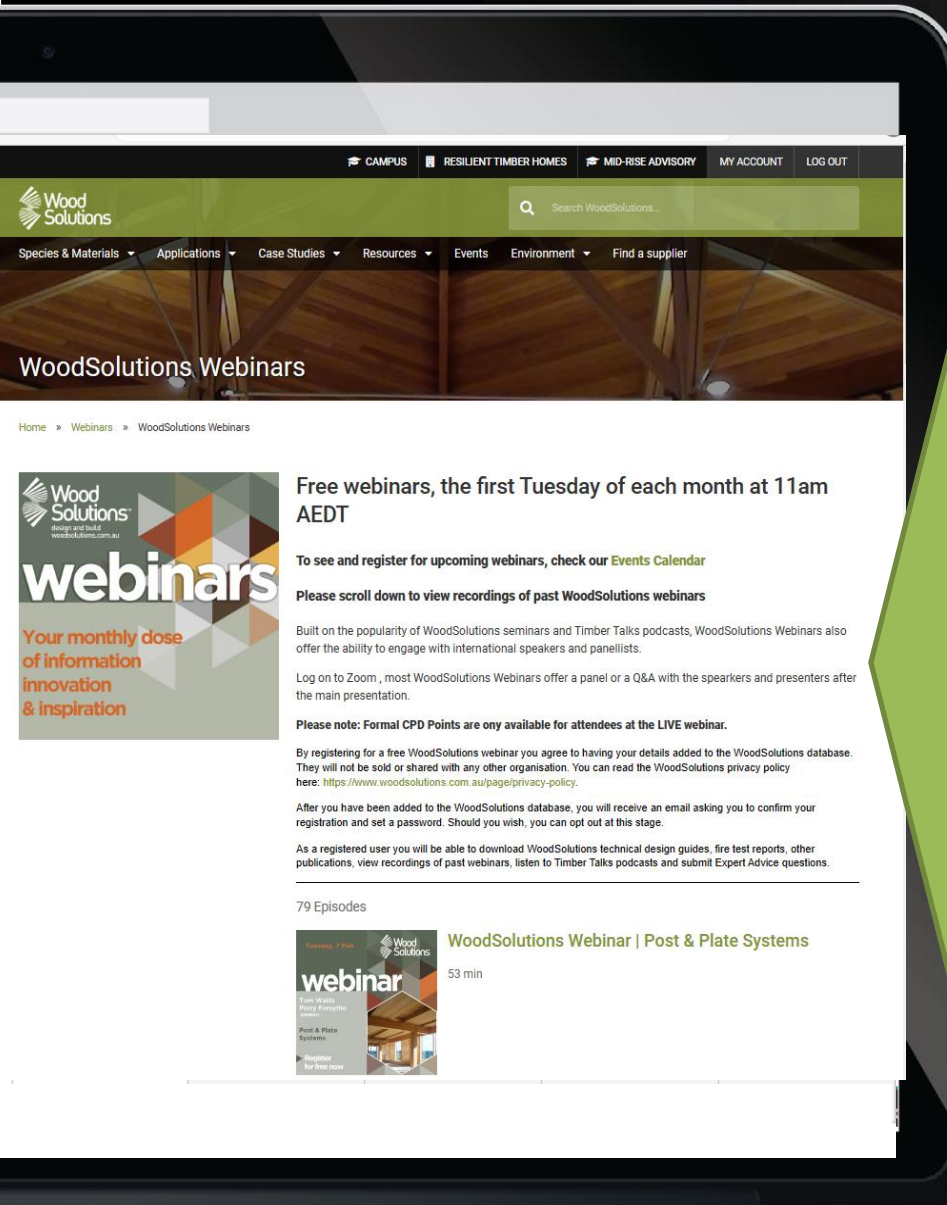 CAMPUS RESILIENT TIMBER HOMES MID-RISE ADVISORY MY ACCOUNT LOG OUT
Wood
Solutions
Search WoodSolutions...
Species & Materials Applications Case Studies Resources Events Environment Find a supplier
WoodSolutions Webinars
Home » Webinars » WoodSolutions Webinars
Wood
Solutions™
design and build
woodsolutions.com.au
webinars
Your monthly dose
of information
innovation
& inspiration
Free webinars, the first Tuesday of each month at 11am
AEDT
To see and register for upcoming webinars, check our Events Calendar
Please scroll down to view recordings of past WoodSolutions webinars
Built on the popularity of WoodSolutions seminars and Timber Talks podcasts, WoodSolutions Webinars also
offer the ability to engage with international speakers and panellists.
Log on to Zoom , most WoodSolutions Webinars offer a panel or a Q&A with the spearkers and presenters after
the main presentation.
Please note: Formal CPD Points are ony available for attendees at the LIVE webinar.
By registering for a free WoodSolutions webinar you agree to having your details added to the WoodSolutions database.
They will not be sold or shared with any other organisation. You can read the WoodSolutions privacy policy
here: https://www.woodsolutions.com.au/page/privacy-policy.
After you have been added to the WoodSolutions database, you will receive an email asking you to confirm your
registration and set a password. Should you wish, you can opt out at this stage.
As a registered user you will be able to download WoodSolutions technical design guides, fire test reports, other
publications, view recordings of past webinars, listen to Timber Talks podcasts and submit Expert Advice questions.
79 Episodes
Tuesday, 7 Feb
Wood
Solutions
webinar
Tom Watts
Perry Forsythe
Post & Plate
Systems
Register
for free now
WoodSolutions Webinar | Post & Plate Systems
53 min